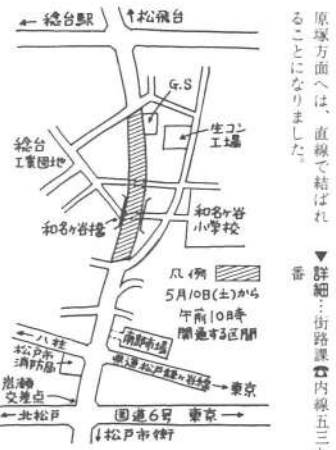 原塚方面へは、直線で結ばれ
ることになりました。
▼詳細…街路課☎内線五三
番
←稔台駅
↑松飛台
G.S
生コン
工場
稔台
工業団地
和名ヶ谷橋
和名ヶ谷
小学校
凡例
5月10日(土)から
午前10時
開通する区間
←八柱
南部市場
松戸市
消防局
県道松戸鎌ヶ谷線
→東京
岩瀬
交差点
←北松戸
国道6号
東京→
↓松戸市街